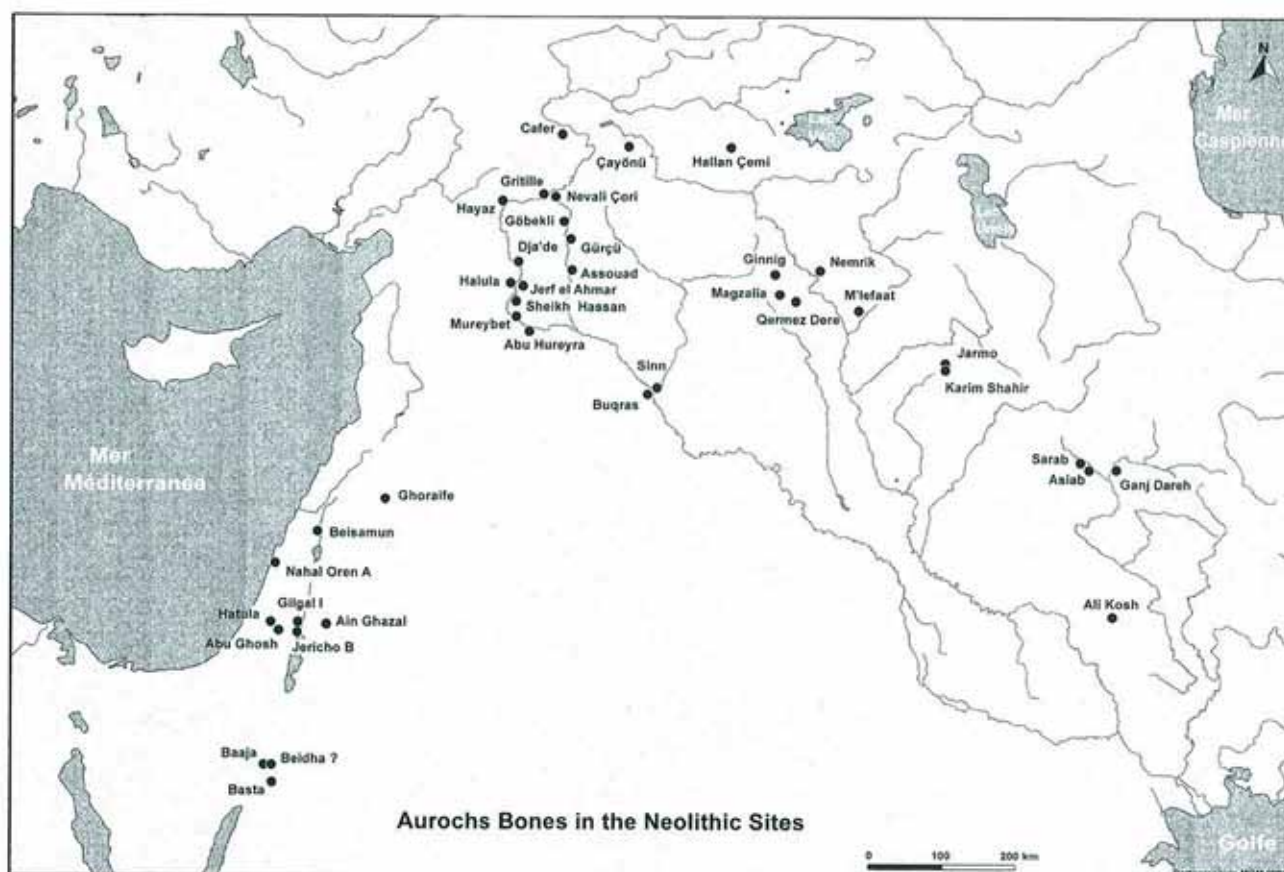 N
Mer
Caspienne
Cafer
Çayönü
Hallan Çemi
Gritille
Nevali Çori
Hayaz
Göbekli
Gürçü
Dja'de
Assouad
Ginnig
Nemrik
Halula
Jerf el Ahmar
Magzalia
M'lefaat
Sheikh Hassan
Qermez Dere
Mureybet
Abu Hureyra
Jarmo
Sinn
Karim Shahir
Buqras
Mer
Méditerranée
Sarab
Asiab
Ganj Dareh
Ghoraife
Beisamun
Nahal Oren A
Gilgal I
Hatula
Ain Ghazal
Ali Kosh
Abu Ghosh
Jericho B
Baaja
Beidha ?
Basta
Aurochs Bones in the Neolithic Sites
Golfe
0 100 200 km